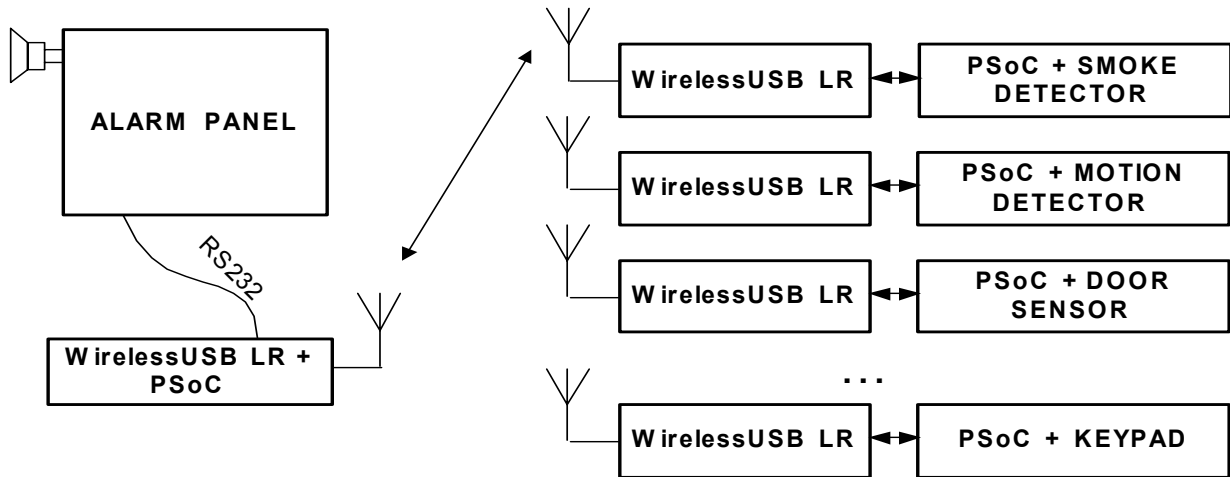 ALARM PANEL
RS232
WirelessUSB LR +
PSoC
WirelessUSB LR
PSoC + SMOKE
DETECTOR
WirelessUSB LR
PSoC + MOTION
DETECTOR
WirelessUSB LR
PSoC + DOOR
SENSOR
...
WirelessUSB LR
PSoC + KEYPAD